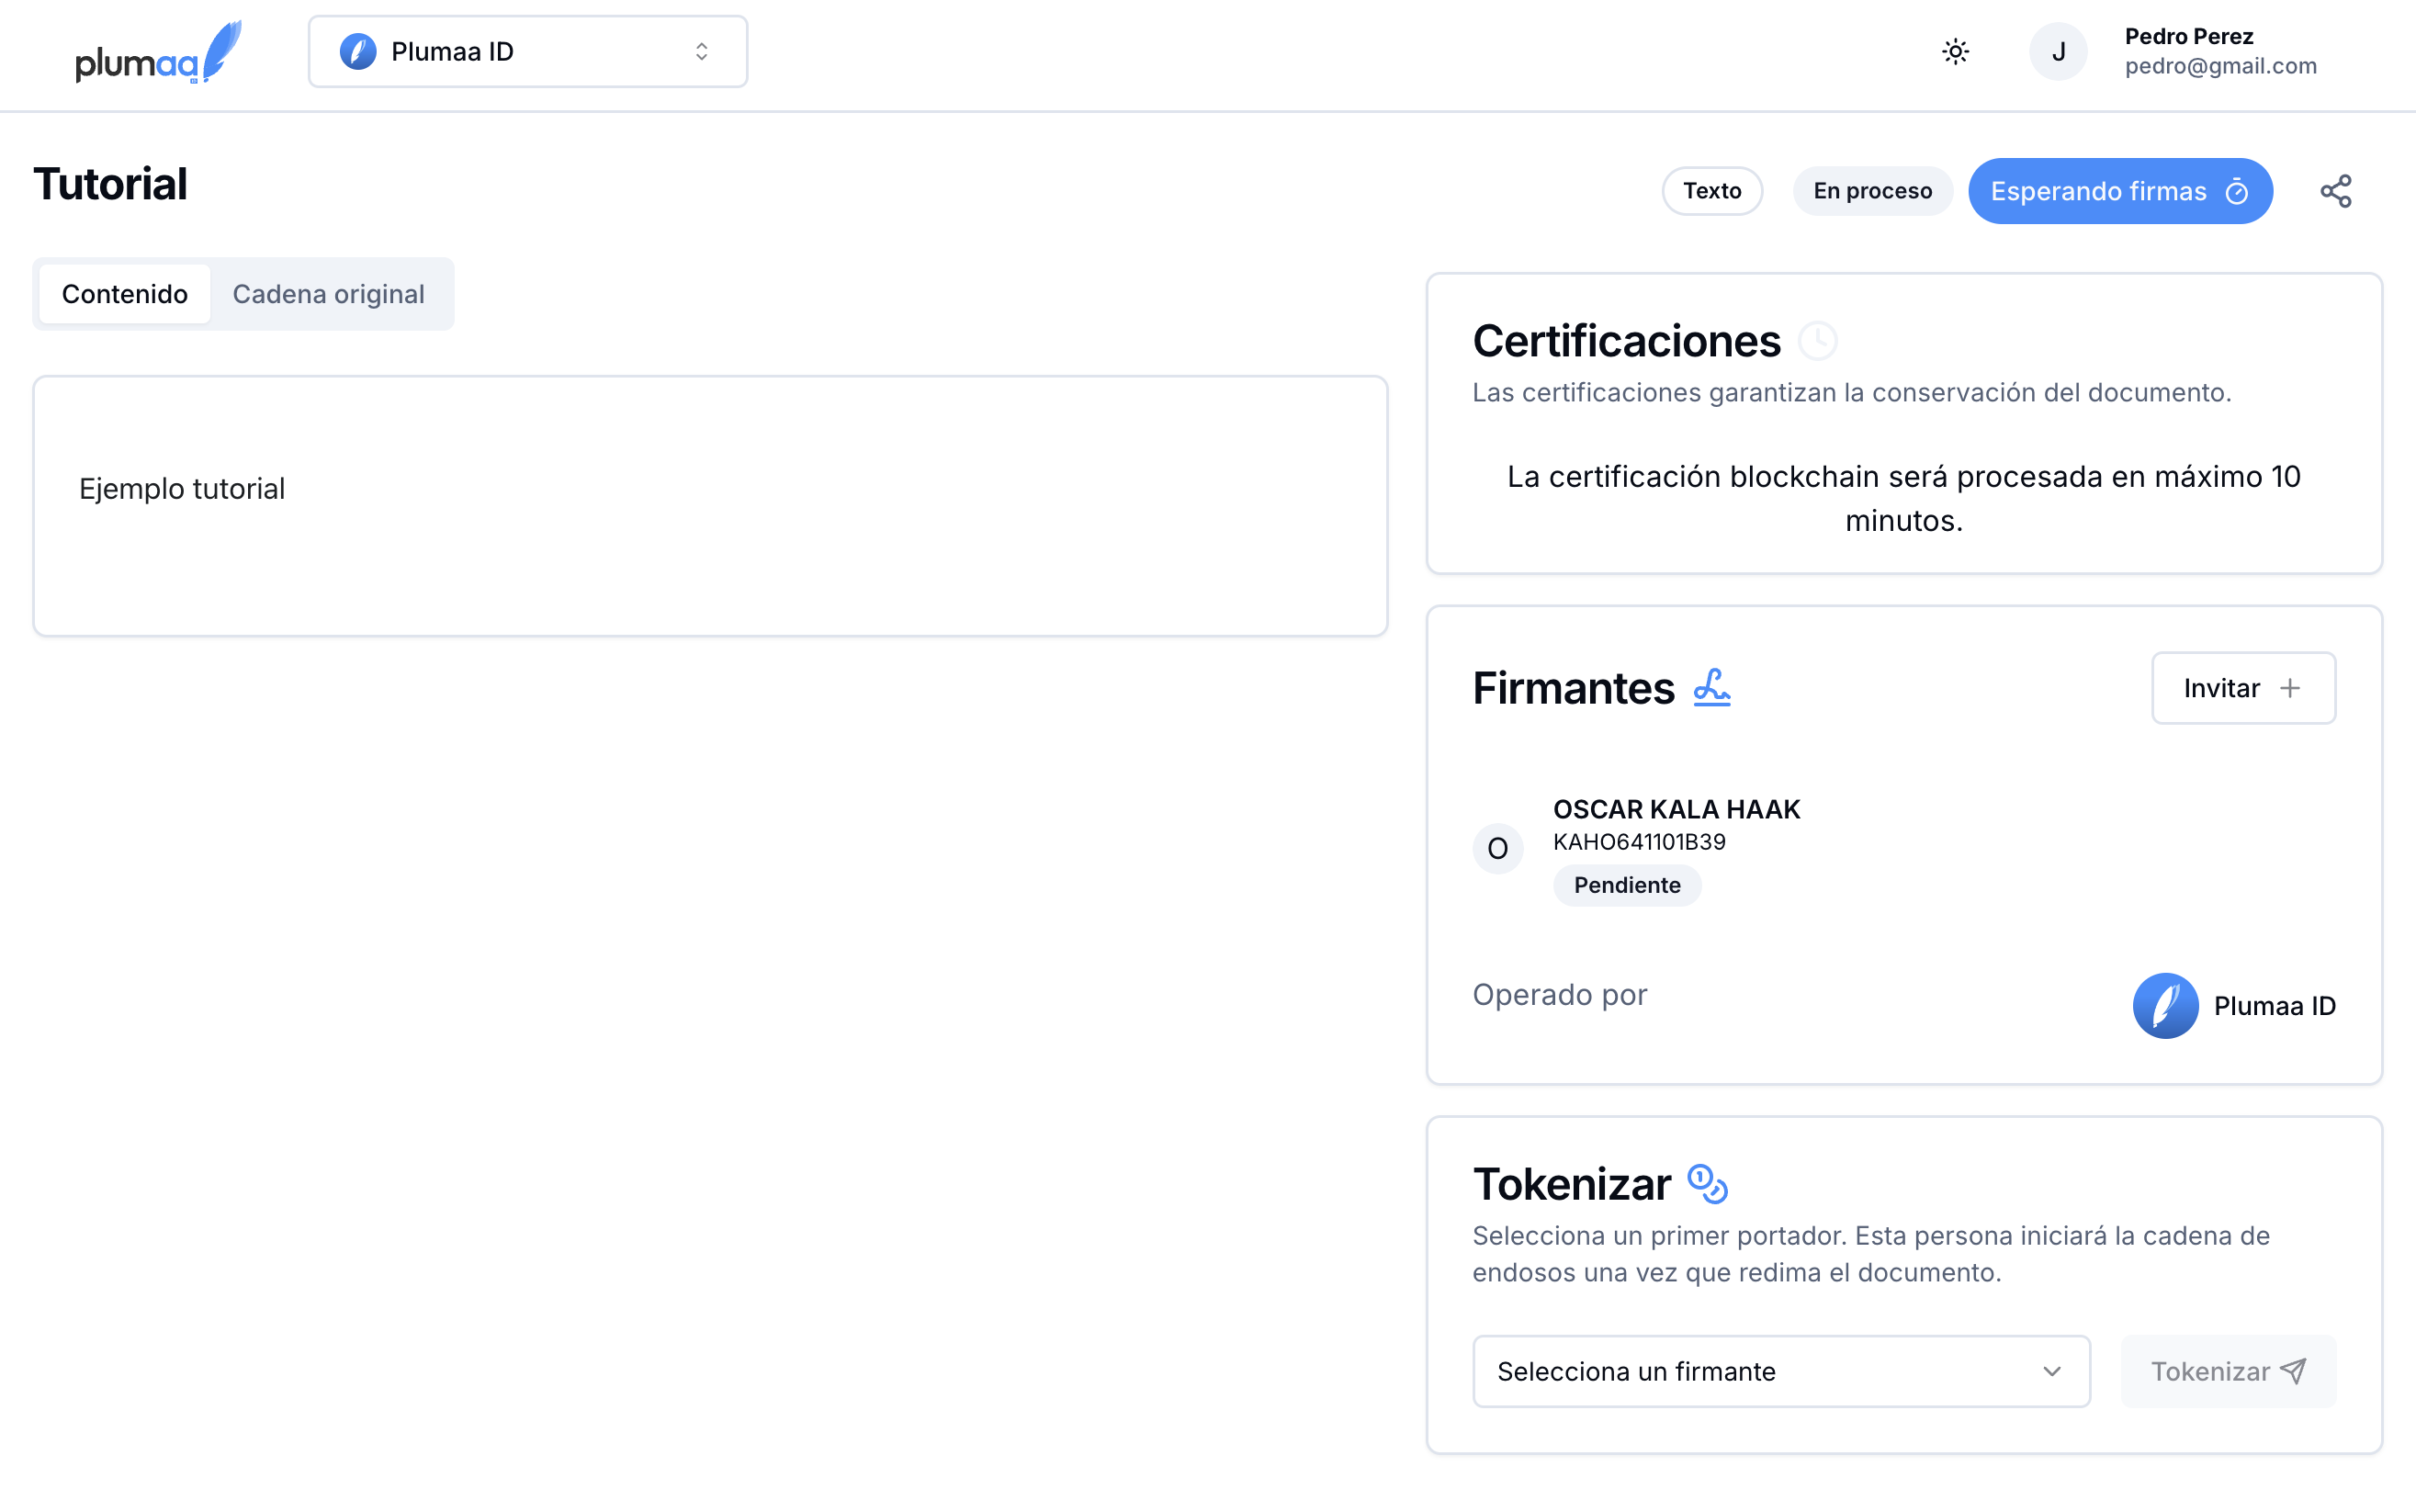 plumaa
Plumaa ID
J
Pedro Perez
pedro@gmail.com
Tutorial
Texto
En proceso
Esperando firmas
Contenido
Cadena original
Ejemplo tutorial
Certificaciones
Las certificaciones garantizan la conservación del documento.
La certificación blockchain será procesada en máximo 10
minutos.
Firmantes
Invitar
O
OSCAR KALA HAAK
KAHO641101B39
Pendiente
Operado por
Plumaa ID
Tokenizar
Selecciona un primer portador. Esta persona iniciará la cadena de
endosos una vez que redima el documento.
Selecciona un firmante
Tokenizar